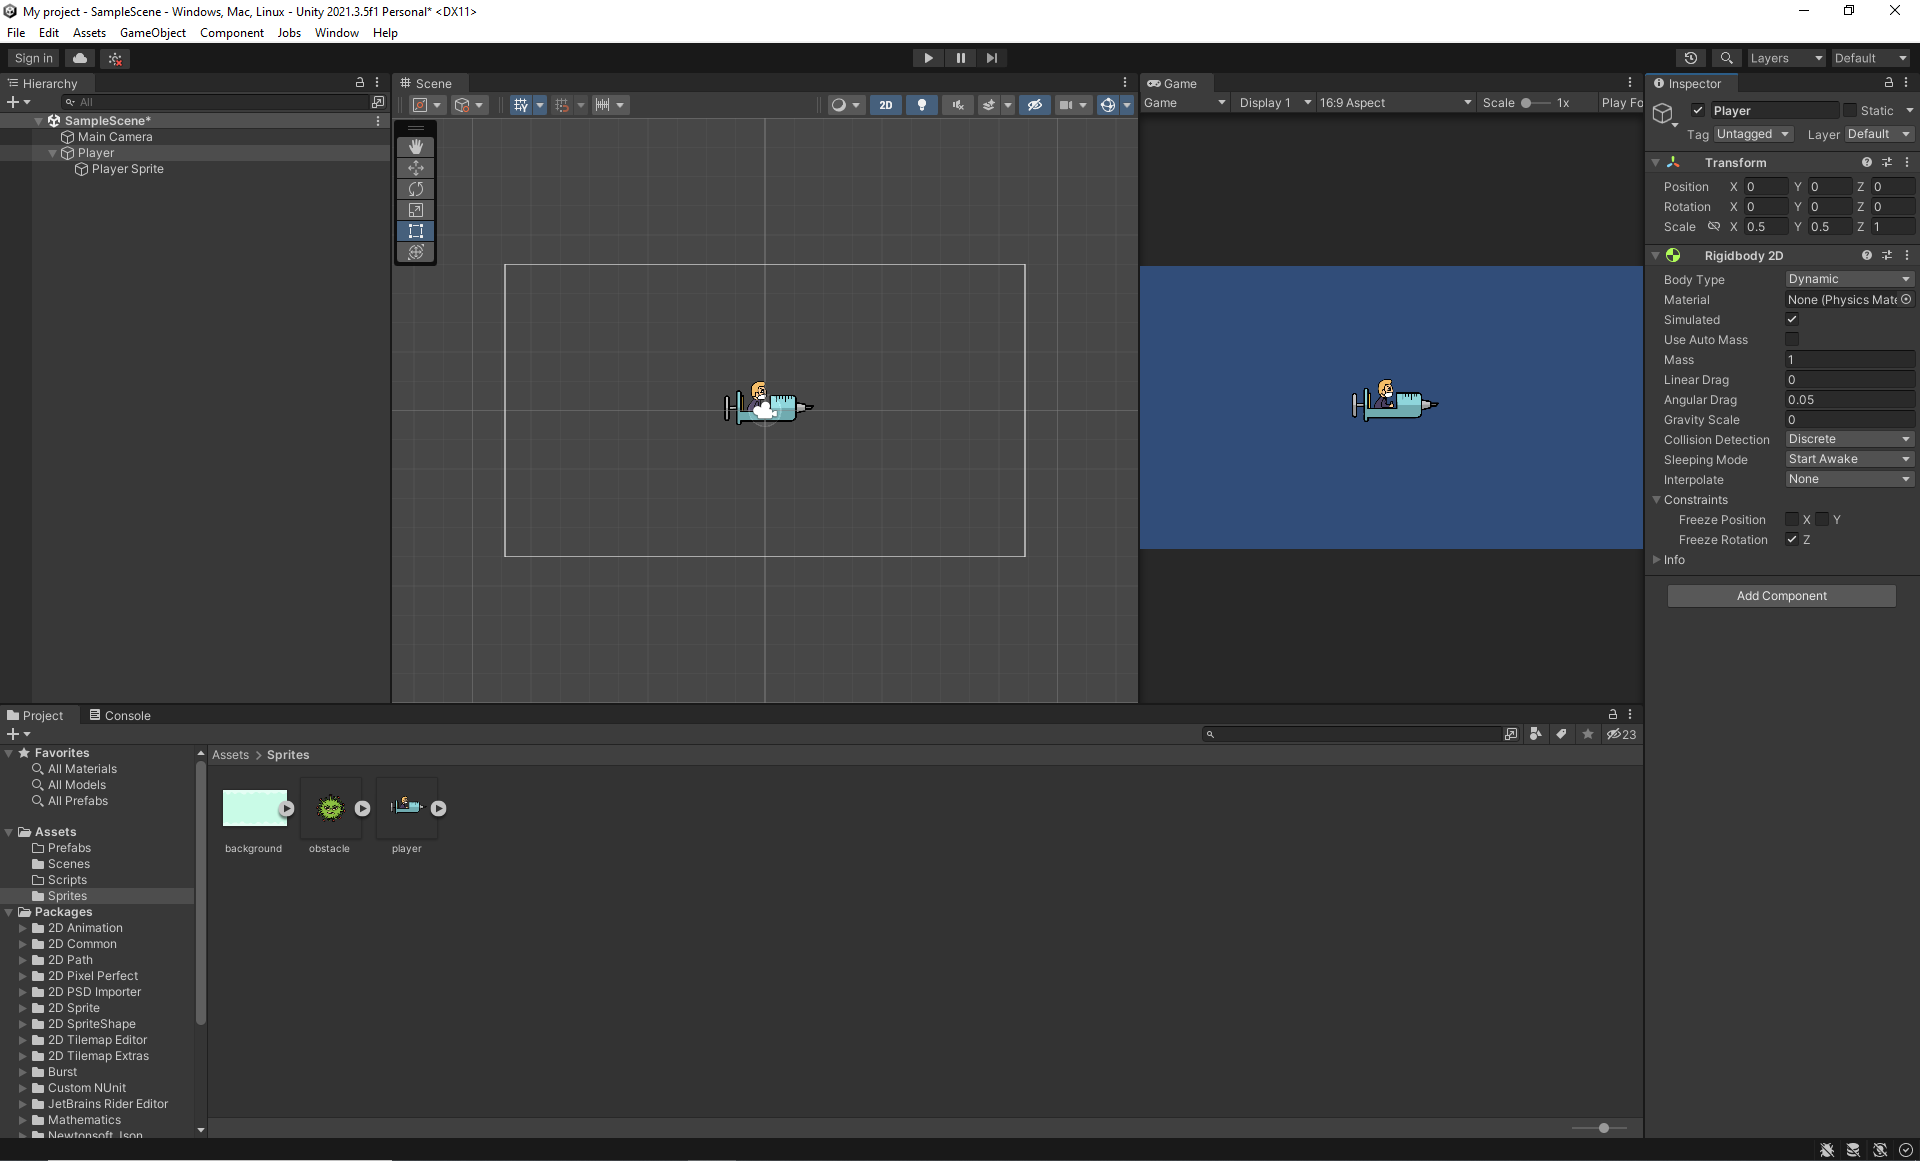 My project - SampleScene - Windows, Mac, Linux - Unity 2021.3.5f1 Personal* <DX11>
File Edit Assets GameObject Component Jobs Window Help
Sign in
Layers Default
Hierarchy
All
SampleScene*
Main Camera
Player
Player Sprite
Scene
2D
Game
Game Display 1 16:9 Aspect Scale 1x Play Fo
Inspector
Player Static
Tag Untagged Layer Default
Transform
Position X 0 Y 0 Z 0
Rotation X 0 Y 0 Z 0
Scale X 0.5 Y 0.5 Z 1
Rigidbody 2D
Body Type Dynamic
Material None (Physics Mate
Simulated
Use Auto Mass
Mass 1
Linear Drag 0
Angular Drag 0.05
Gravity Scale 0
Collision Detection Discrete
Sleeping Mode Start Awake
Interpolate None
Constraints
Freeze Position X Y
Freeze Rotation Z
Info
Add Component
Project Console
23
Favorites
All Materials
All Models
All Prefabs
Assets
Prefabs
Scenes
Scripts
Sprites
Packages
2D Animation
2D Common
2D Path
2D Pixel Perfect
2D PSD Importer
2D Sprite
2D SpriteShape
2D Tilemap Editor
2D Tilemap Extras
Burst
Custom NUnit
JetBrains Rider Editor
Mathematics
Newtonsoft Json
Assets > Sprites
background obstacle player